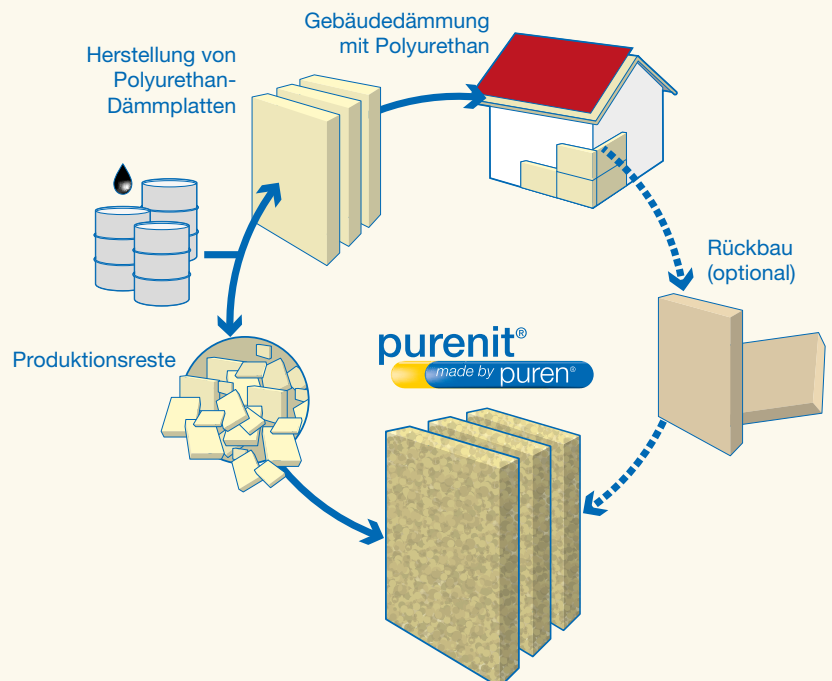 Gebäudedämmung
mit Polyurethan
Herstellung von
Polyurethan-
Dämmplatten
Rückbau
(optional)
Produktionsreste
purenit®
made by puren®